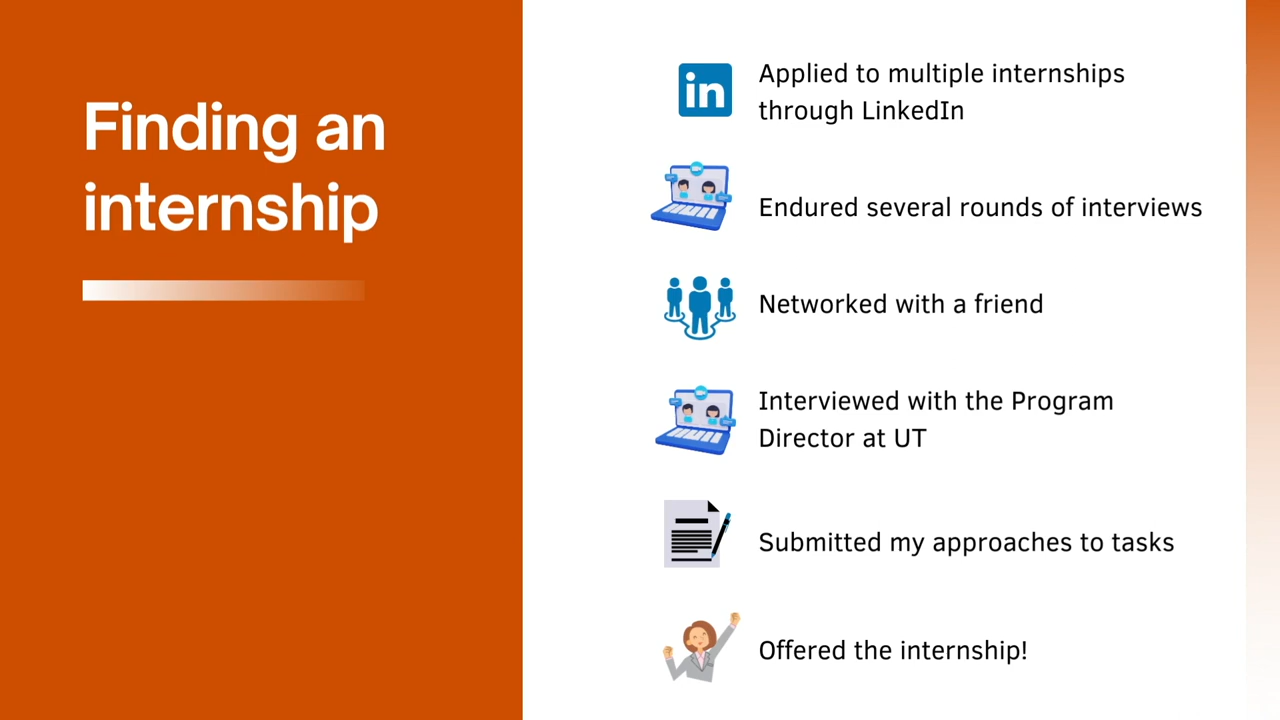 Finding an
internship
in
Applied to multiple internships
through LinkedIn
Endured several rounds of interviews
Networked with a friend
Interviewed with the Program
Director at UT
Submitted my approaches to tasks
Offered the internship!